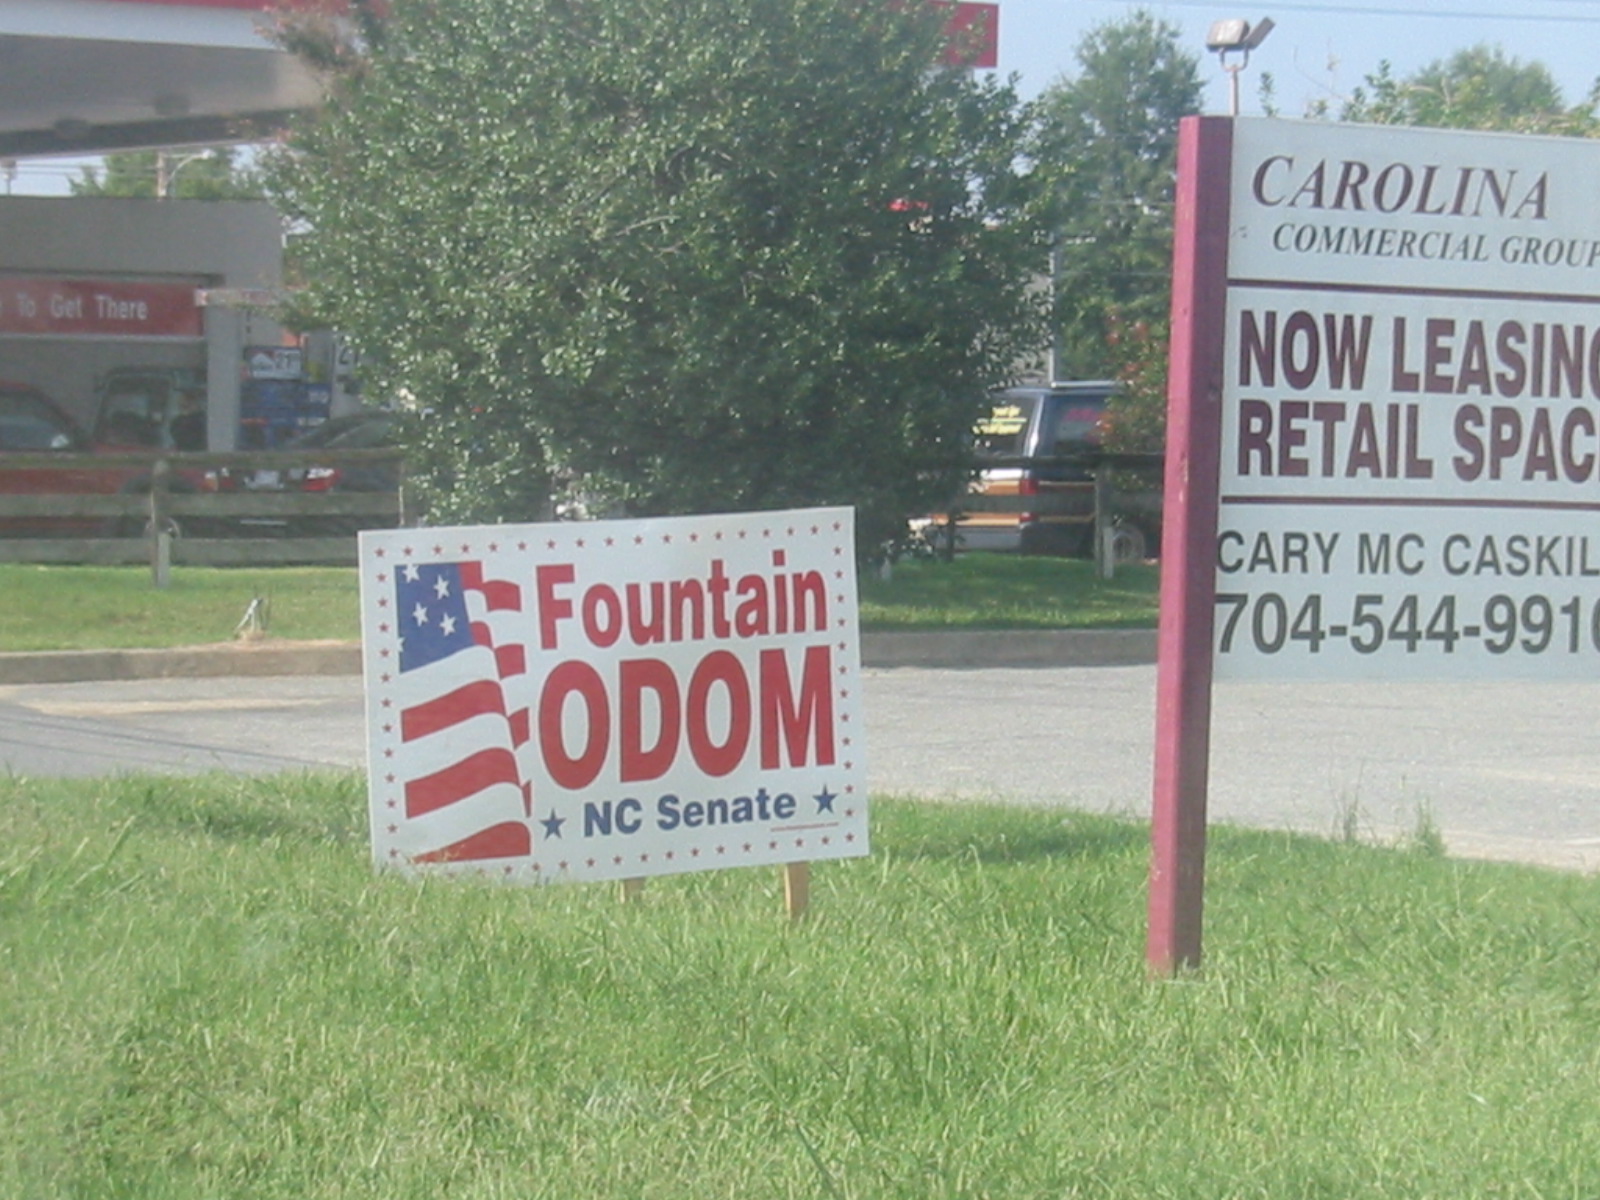 To Get There
Fountain
ODOM
NC Senate
CAROLINA
COMMERCIAL GROUP
NOW LEASING
RETAIL SPAC
CARY MC CASKIL
704-544-991